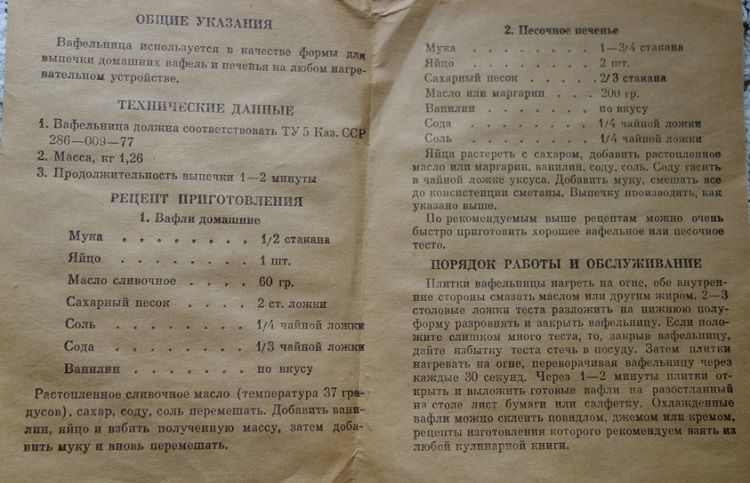 ОБЩИЕ УКАЗАНИЯ
Вафельница используется в качестве формы для
выпечки домашних вафель и печенья на любом нагре-
вательном устройстве.
ТЕХНИЧЕСКИЕ ДАННЫЕ
1. Вафельница должна соответствовать ТУ 5 Каз. ССР
286—009—77
2. Масса, кг 1,26
3. Продолжительность выпечки 1—2 минуты
РЕЦЕПТ ПРИГОТОВЛЕНИЯ
1. Вафли домашние
Мука . . . . . . . 1/2 стакана
Яйцо . . . . . . . 1 шт.
Масло сливочное . . . . 60 гр.
Сахарный песок . . . . 2 ст. ложки
Соль . . . . . . . 1/4 чайной ложки
Сода . . . . . . . 1/3 чайной ложки
Ванилин . . . . . . по вкусу
Растопленное сливочное масло (температура 37 гра-
дусов), сахар, соду, соль перемешать. Добавить вани-
лин, яйцо и взбить полученную массу, затем доба-
вить муку и вновь перемешать.
2. Песочное печенье
Мука . . . . . . . 1—3/4 стакана
Яйцо . . . . . . . 2 шт.
Сахарный песок . . . . . 2/3 стакана
Масло или маргарин . . . . 200 гр.
Ванилин . . . . . . по вкусу
Сода . . . . . . . 1/4 чайной ложки
Соль . . . . . . . 1/4 чайной ложки
Яйца растереть с сахаром, добавить растопленное
масло или маргарин, ванилин, соду, соль. Соду гасить
в чайной ложке уксуса. Добавить муку, смешать все
до консистенции сметаны. Выпечку производить, как
указано выше.
По рекомендуемым выше рецептам можно очень
быстро приготовить хорошее вафельное или песочное
тесто.
ПОРЯДОК РАБОТЫ И ОБСЛУЖИВАНИЕ
Плитки вафельницы нагреть на огне, обе внутрен-
ние стороны смазать маслом или другим жиром. 2—3
столовые ложки теста разложить на нижнюю полу-
форму разровнять и закрыть вафельницу. Если поло-
жите слишком много теста, то, закрыв вафельницу,
дайте избытку теста стечь в посуду. Затем плитки
нагревать на огне, переворачивая вафельницу через
каждые 30 секунд. Через 1—2 минуты плитки от-
крыть и выложить готовые вафли на разостланный
на столе лист бумаги или салфетку. Охлажденные
вафли можно склеить повидлом, джемом или кремом,
рецепты изготовления которого рекомендуем взять из
любой кулинарной книги.